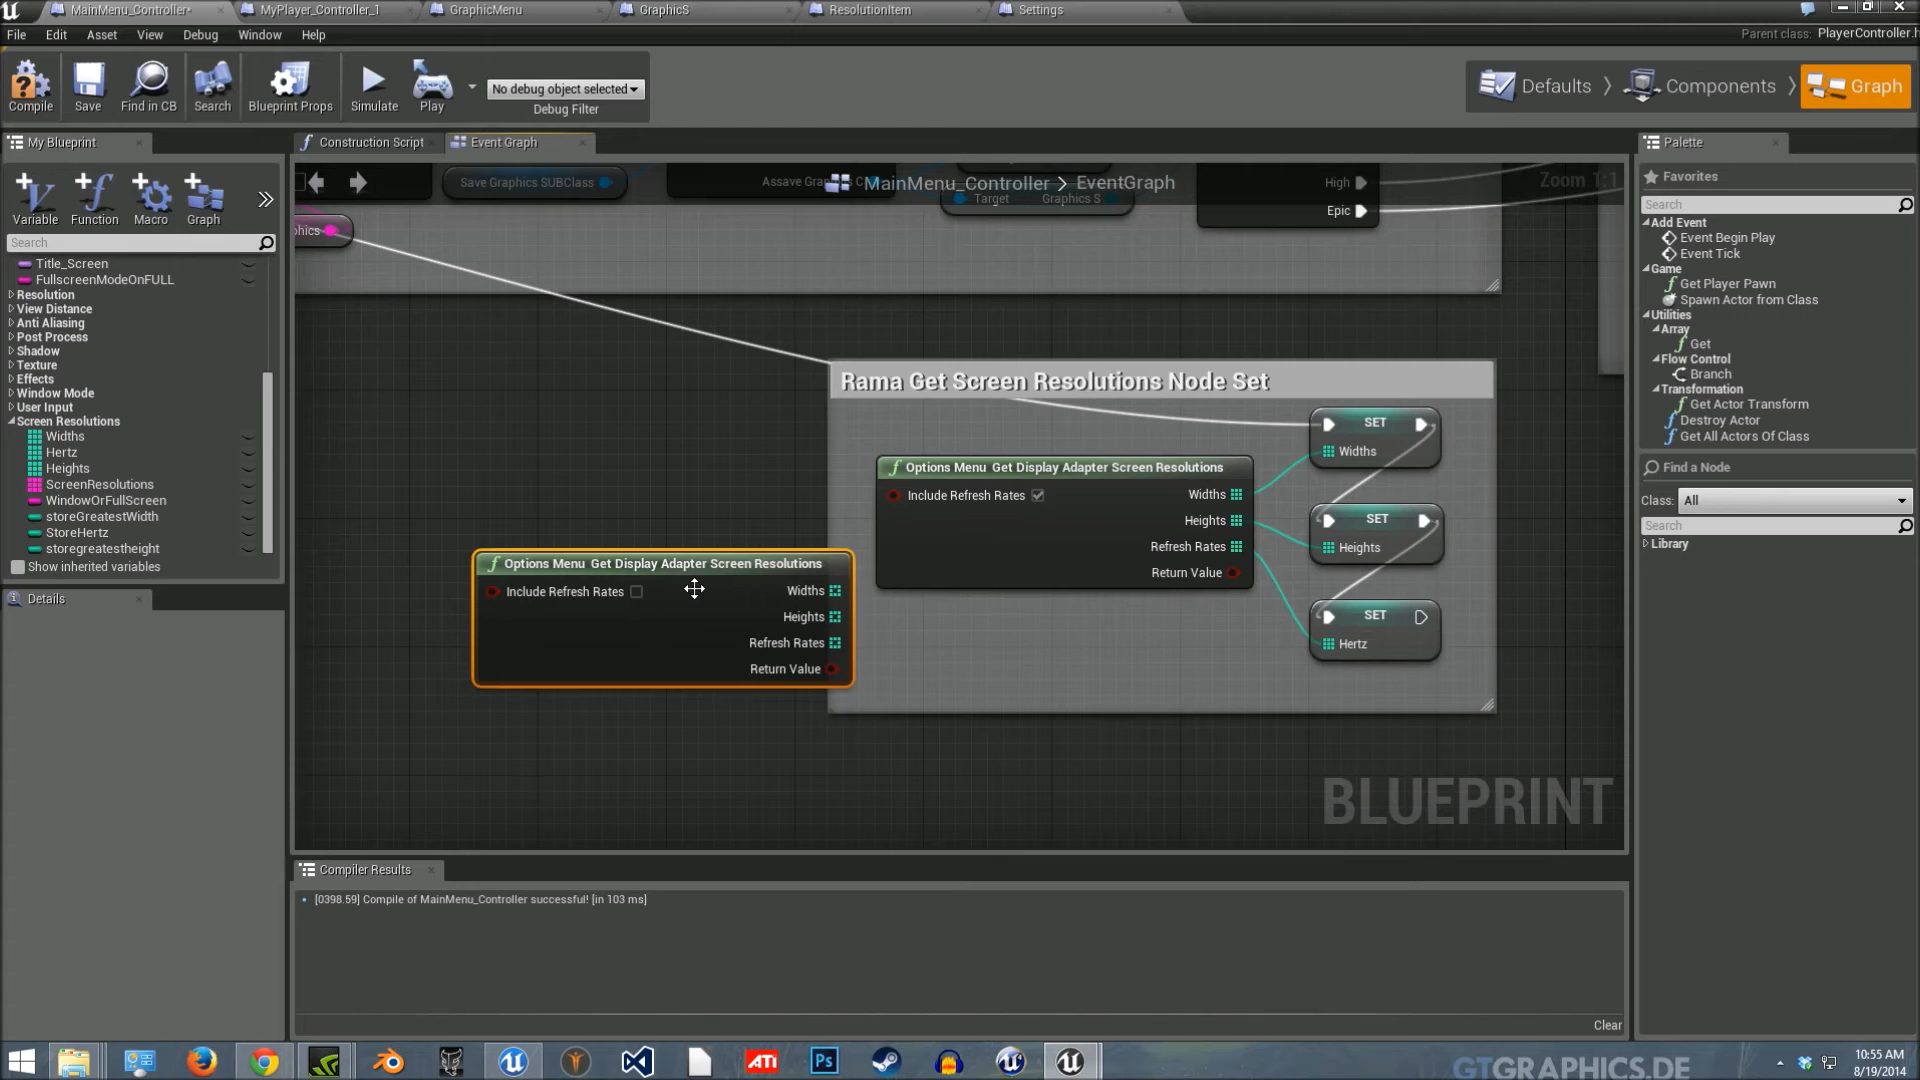 MainMenu_Controller*
MyPlayer_Controller_1
GraphicMenu
GraphicS
ResolutionItem
Settings
File Edit Asset View Debug Window Help
Parent class: PlayerController.h
Compile
Save
Find in CB
Search
Blueprint Props
Simulate
Play
No debug object selected
Debug Filter
Defaults
Components
Graph
My Blueprint
Variable
Function
Macro
Graph
Search
Title_Screen
FullscreenModeOnFULL
Resolution
View Distance
Anti Aliasing
Post Process
Shadow
Texture
Effects
Window Mode
User Input
Screen Resolutions
Widths
Hertz
Heights
ScreenResolutions
WindowOrFullScreen
storeGreatestWidth
StoreHertz
storegreatestheight
Show inherited variables
Details
Construction Script
Event Graph
MainMenu_Controller > EventGraph
Zoom 1:1
Save Graphics SUBClass
Target Graphics S
High
Epic
phics
Rama Get Screen Resolutions Node Set
Options Menu Get Display Adapter Screen Resolutions
Include Refresh Rates
Widths
Heights
Refresh Rates
Return Value
SET
Widths
SET
Heights
SET
Hertz
Options Menu Get Display Adapter Screen Resolutions
Include Refresh Rates
Widths
Heights
Refresh Rates
Return Value
BLUEPRINT
Compiler Results
[0398.59] Compile of MainMenu_Controller successful! [in 103 ms]
Clear
Palette
Favorites
Search
Add Event
Event Begin Play
Event Tick
Game
Get Player Pawn
Spawn Actor from Class
Utilities
Array
Get
Flow Control
Branch
Transformation
Get Actor Transform
Destroy Actor
Get All Actors Of Class
Find a Node
Class: All
Search
Library
ATI
Ps
GTGRAPHICS.DE
10:55 AM
8/19/2014